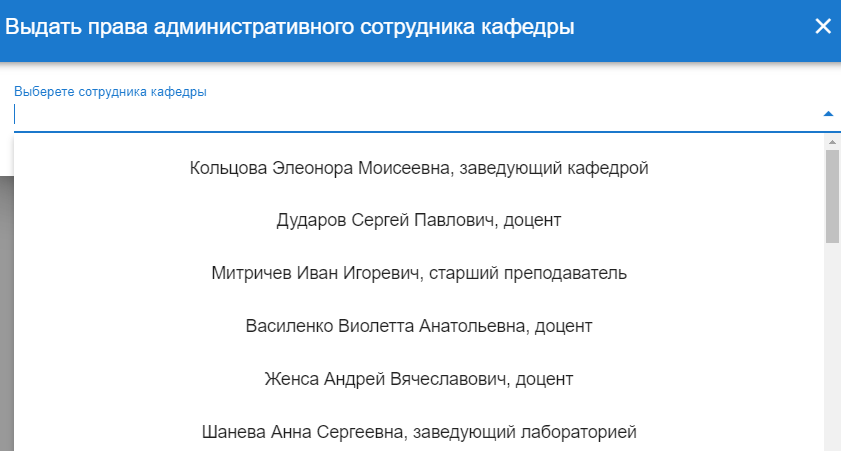 Выдать права административного сотрудника кафедры
Выберете сотрудника кафедры
Кольцова Элеонора Моисеевна, заведующий кафедрой
Дударов Сергей Павлович, доцент
Митричев Иван Игоревич, старший преподаватель
Василенко Виолетта Анатольевна, доцент
Женса Андрей Вячеславович, доцент
Шанева Анна Сергеевна, заведующий лабораторией